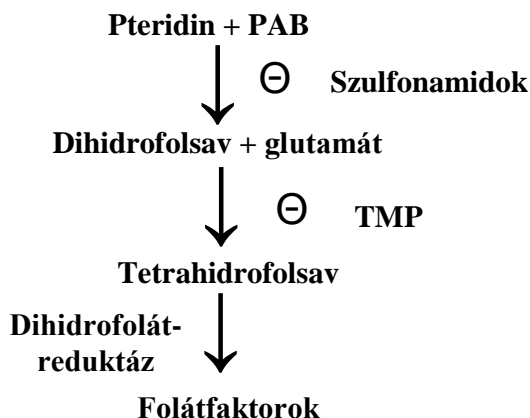 Pteridin + PAB
Θ Szulfonamidok
Dihidrofolsav + glutamát
Θ TMP
Tetrahidrofolsav
Dihidrofolát-
reduktáz
Folátfaktorok